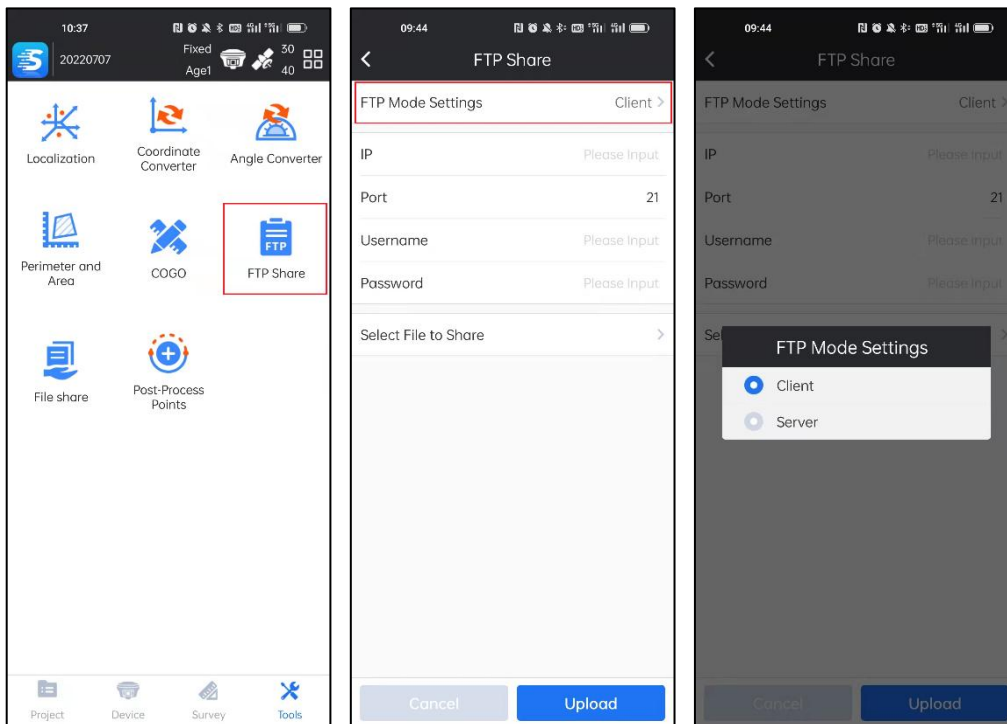 10:37
20220707
Fixed
Age1
30
40
Localization
Coordinate
Converter
Angle Converter
Perimeter and
Area
COGO
FTP
FTP Share
File share
Post-Process
Points
Project
Device
Survey
Tools
09:44
FTP Share
FTP Mode Settings
Client
IP
Please Input
Port
21
Username
Please Input
Password
Please Input
Select File to Share
Cancel
Upload
09:44
FTP Share
FTP Mode Settings
Client
IP
Please Input
Port
21
Username
Please Input
Password
Please Input
Sel
FTP Mode Settings
Client
Server
Cancel
Upload